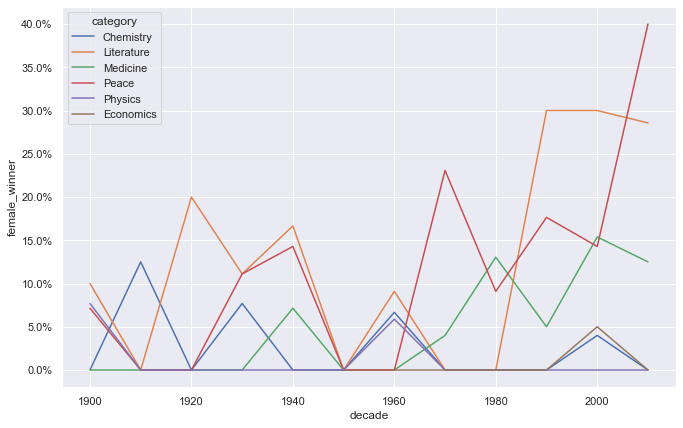 category
Chemistry
Literature
Medicine
Peace
Physics
Economics
40.0%
35.0%
30.0%
25.0%
20.0%
15.0%
10.0%
5.0%
0.0%
female_winner
1900 1920 1940 1960 1980 2000
decade